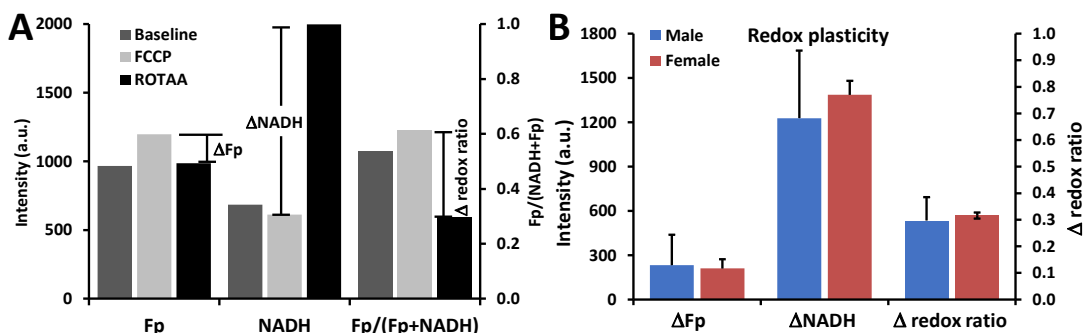 A
Baseline
FCCP
ROTAA
Intensity (a.u.)
2000
1500
1000
500
0
ΔFp
ΔNADH
Δ redox ratio
1.0
0.8
0.6
0.4
0.2
0.0
Fp/(NADH+Fp)
Fp NADH Fp/(Fp+NADH)
B
Redox plasticity
Male
Female
Intensity (a.u.)
1800
1500
1200
900
600
300
0
1.0
0.9
0.8
0.7
0.6
0.5
0.4
0.3
0.2
0.1
0.0
Δ redox ratio
ΔFp ΔNADH Δ redox ratio